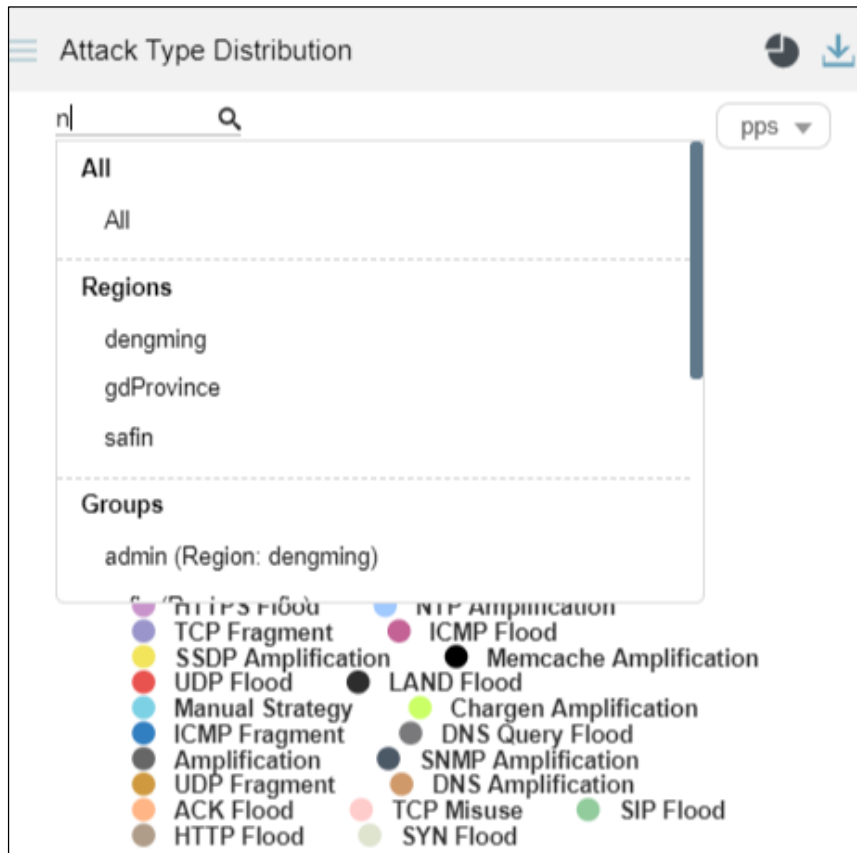 Attack Type Distribution
n
pps
All
All
Regions
dengming
gdProvince
safin
Groups
admin (Region: dengming)
HTTPS Flood NTP Amplification
TCP Fragment ICMP Flood
SSDP Amplification Memcache Amplification
UDP Flood LAND Flood
Manual Strategy Chargen Amplification
ICMP Fragment DNS Query Flood
Amplification SNMP Amplification
UDP Fragment DNS Amplification
ACK Flood TCP Misuse SIP Flood
HTTP Flood SYN Flood